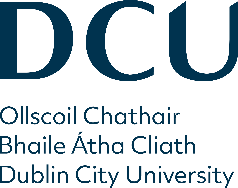 DCU
Ollscoil Chathair
Bhaile Átha Cliath
Dublin City University